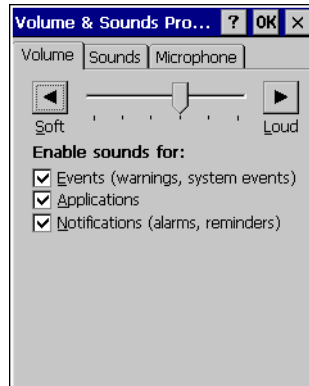 Volume & Sounds Pro... ? OK ×
Volume Sounds Microphone
Soft Loud
Enable sounds for:
Events (warnings, system events)
Applications
Notifications (alarms, reminders)